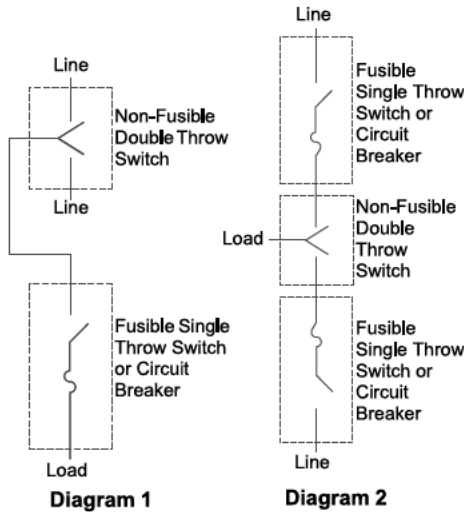 Line
Non-Fusible
Double Throw
Switch
Line
Fusible Single
Throw Switch
or Circuit
Breaker
Load
Diagram 1
Line
Fusible
Single Throw
Switch or
Circuit
Breaker
Non-Fusible
Double
Throw
Switch
Load
Fusible
Single Throw
Switch or
Circuit
Breaker
Line
Diagram 2